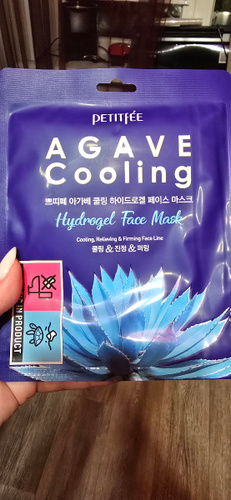 PETITFÉE
AGAVE
Cooling
쁘띠페 아가베 쿨링 하이드로겔 페이스 마스크
Hydrogel Face Mask
Cooling, Relieving & Firming Face Line
쿨링 & 진정 & 퍼밍
PRODUCT